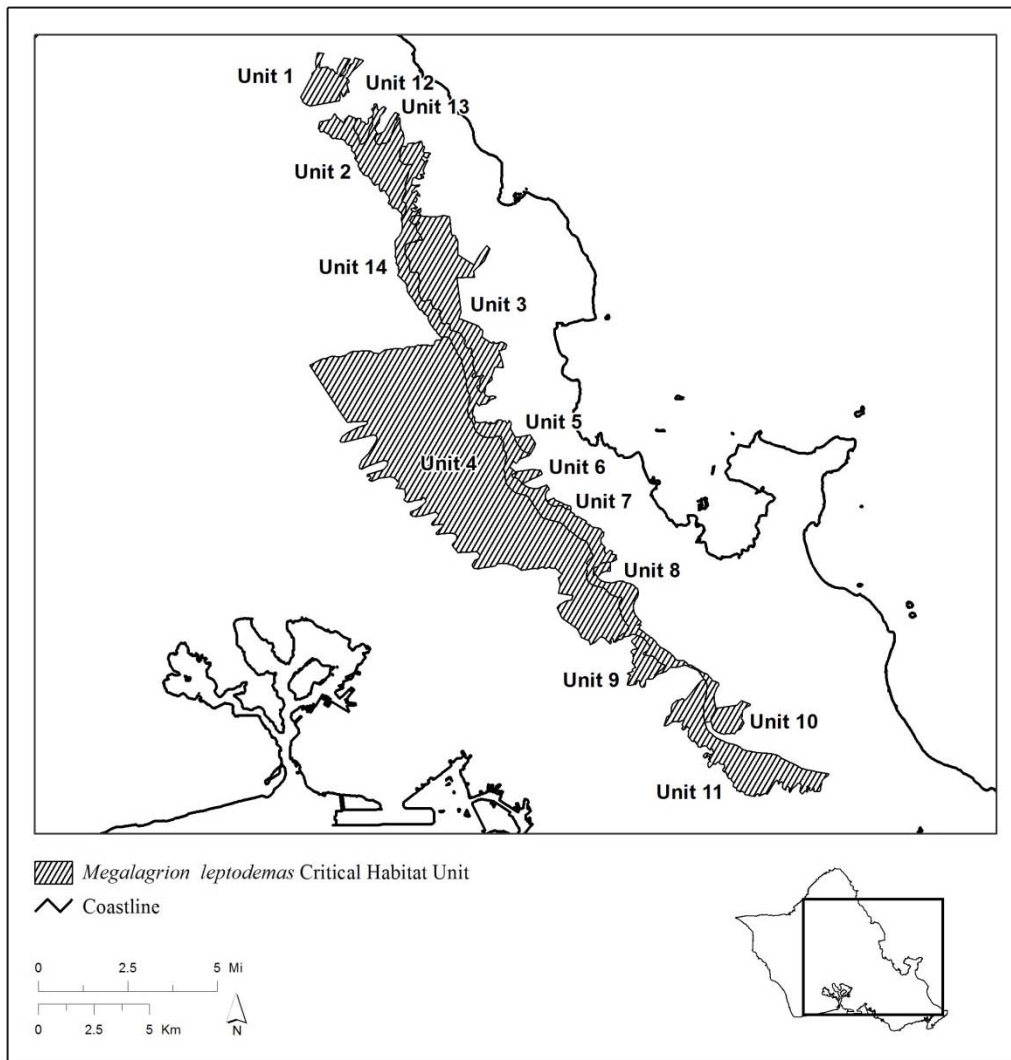 Unit 1
Unit 12
Unit 13
Unit 2
Unit 14
Unit 3
Unit 5
Unit 4
Unit 6
Unit 7
Unit 8
Unit 9
Unit 10
Unit 11
Megalagrion leptodemas Critical Habitat Unit
Coastline
0 2.5 5 Mi
0 2.5 5 Km
N